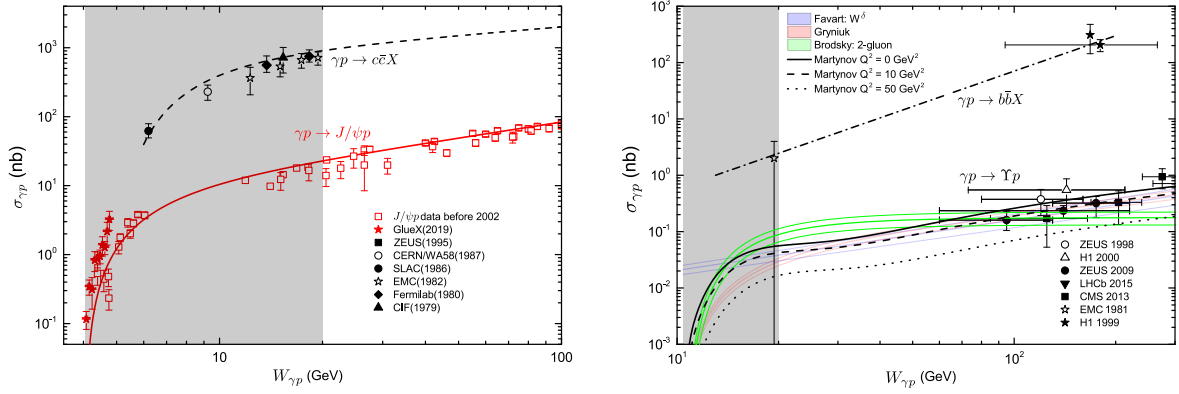 10³
10²
10¹
10⁰
10⁻¹
σγp (nb)
γp → cc̄X
γp → J/ψp
J/ψp data before 2002
GlueX(2019)
ZEUS(1995)
CERN/WA58(1987)
SLAC(1986)
EMC(1982)
Fermilab(1980)
CIF(1979)
10
100
Wγp (GeV)
10³
10²
10¹
10⁰
10⁻¹
10⁻²
10⁻³
σγp (nb)
Favart: W^δ
Gryniuk
Brodsky: 2-gluon
Martynov Q² = 0 GeV²
Martynov Q² = 10 GeV²
Martynov Q² = 50 GeV²
γp → bb̄X
γp → Υp
ZEUS 1998
H1 2000
ZEUS 2009
LHCb 2015
CMS 2013
EMC 1981
H1 1999
10¹
10²
Wγp (GeV)